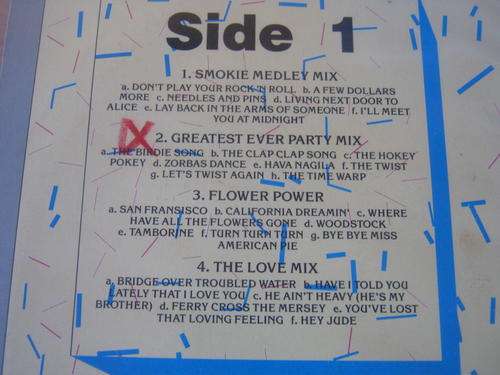 Side 1
1. SMOKIE MEDLEY MIX
a. DON'T PLAY YOUR ROCK N ROLL b. A FEW DOLLARS
MORE c. NEEDLES AND PINS d. LIVING NEXT DOOR TO
ALICE e. LAY BACK IN THE ARMS OF SOMEONE f. I'LL MEET
YOU AT MIDNIGHT
X 2. GREATEST EVER PARTY MIX
a. THE BIRDIE SONG b. THE CLAP CLAP SONG c. THE HOKEY
POKEY d. ZORBAS DANCE e. HAVA NAGILA f. THE TWIST
g. LET'S TWIST AGAIN h. THE TIME WARP
3. FLOWER POWER
a. SAN FRANSISCO b. CALIFORNIA DREAMIN' c. WHERE
HAVE ALL THE FLOWERS GONE d. WOODSTOCK
e. TAMBORINE f. TURN TURN TURN g. BYE BYE MISS
AMERICAN PIE
4. THE LOVE MIX
a. BRIDGE OVER TROUBLED WATER b. HAVE I TOLD YOU
LATELY THAT I LOVE YOU c. HE AIN'T HEAVY (HE'S MY
BROTHER) d. FERRY CROSS THE MERSEY e. YOU'VE LOST
THAT LOVING FEELING f. HEY JUDE